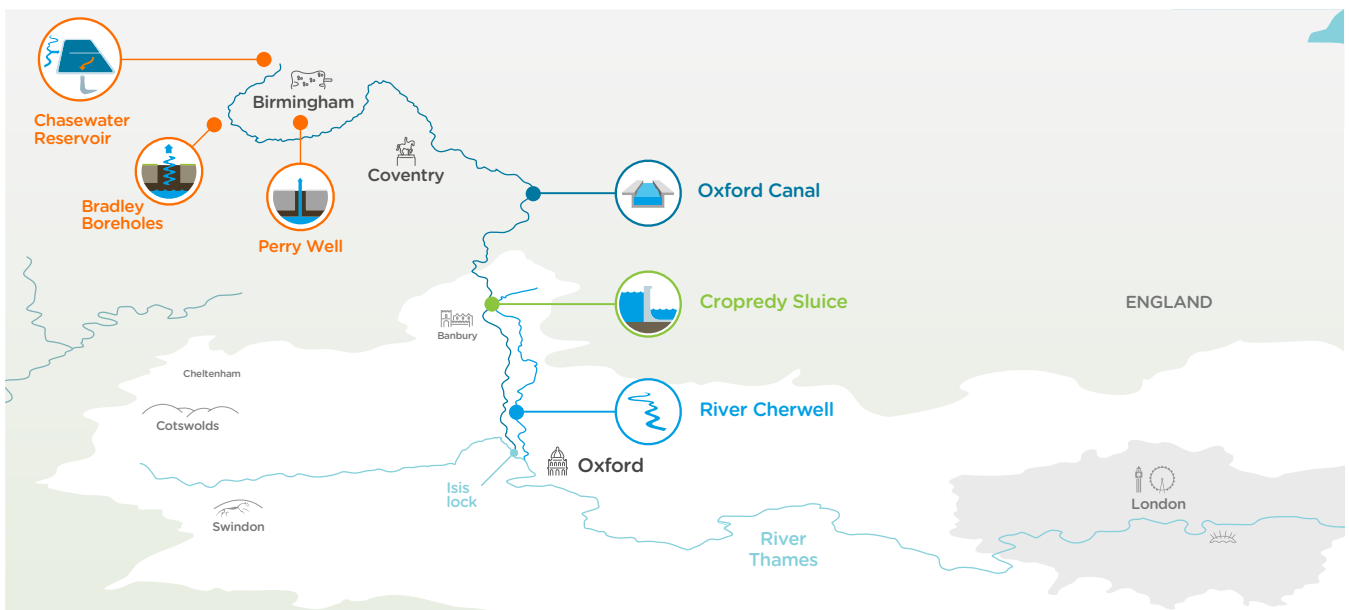 Chasewater
Reservoir
Birmingham
Bradley
Boreholes
Perry Well
Coventry
Oxford Canal
Cropredy Sluice
ENGLAND
Banbury
Cheltenham
Cotswolds
River Cherwell
Oxford
Isis
lock
Swindon
London
River
Thames